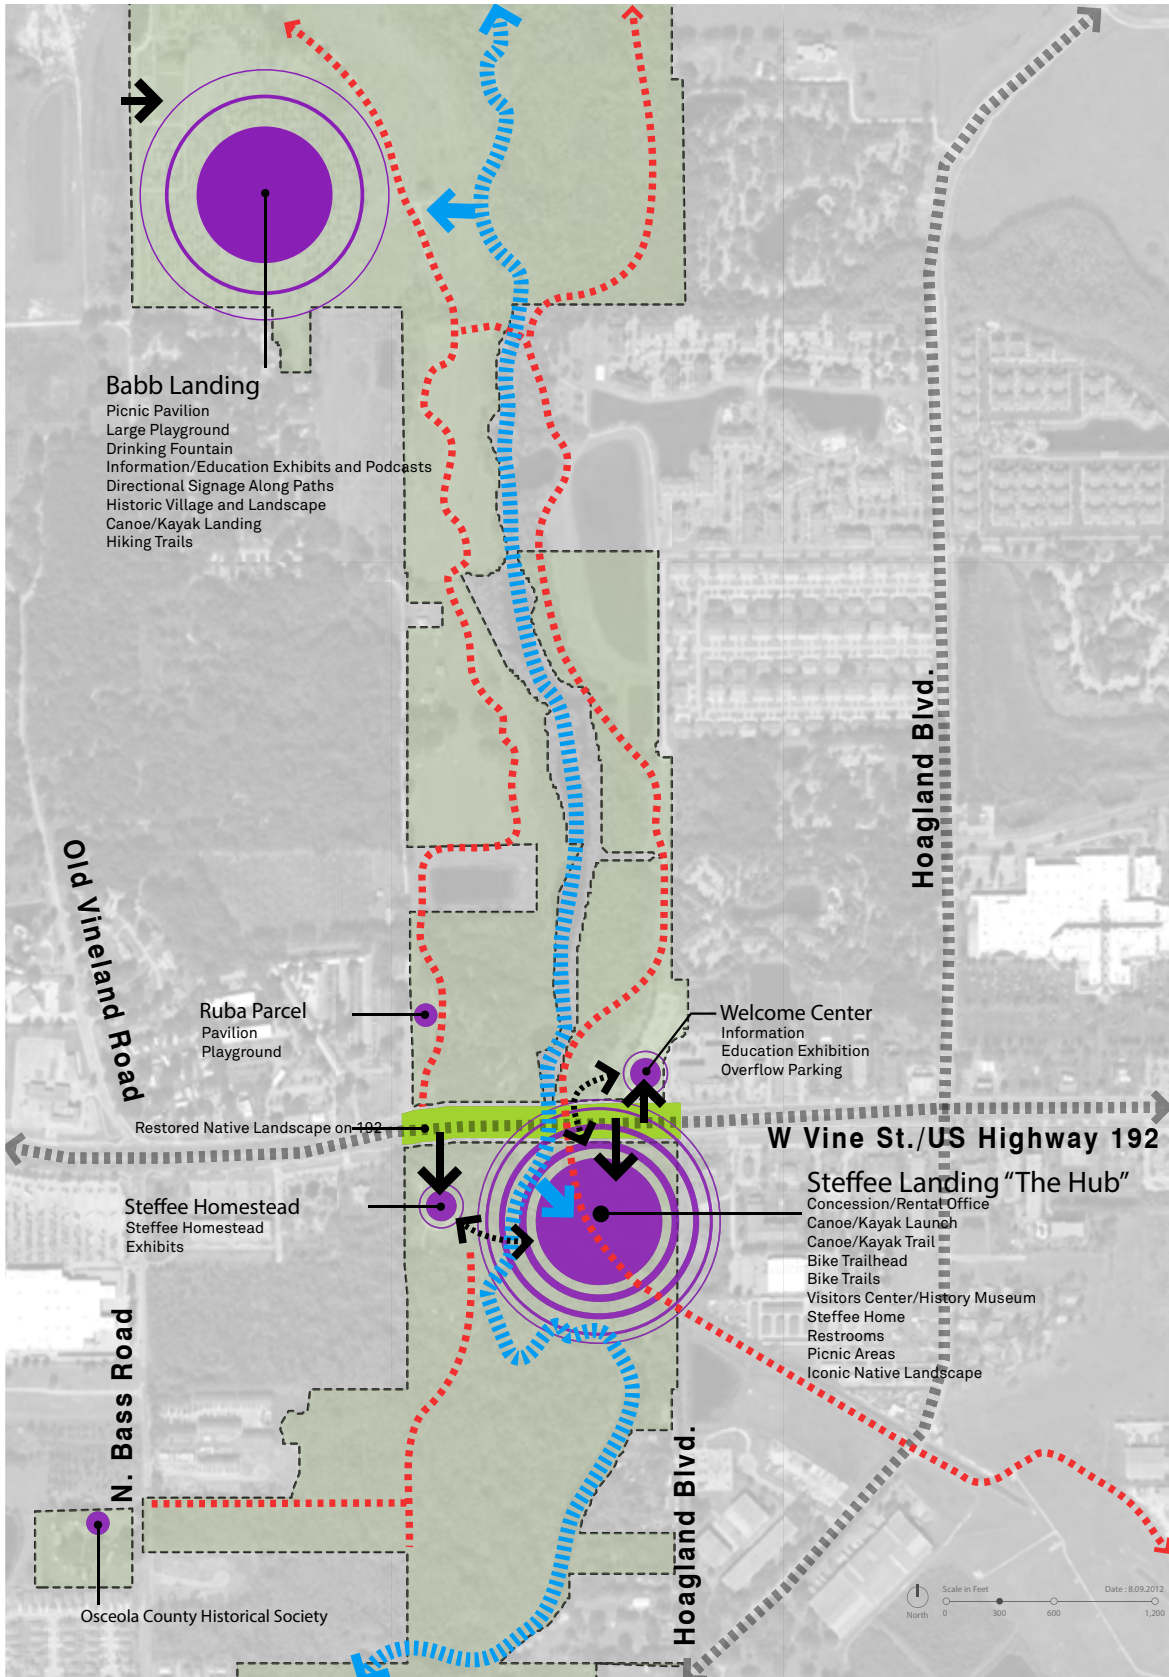 Babb Landing
Picnic Pavilion
Large Playground
Drinking Fountain
Information/Education Exhibits and Podcasts
Directional Signage Along Paths
Historic Village and Landscape
Canoe/Kayak Landing
Hiking Trails
Hoagland Blvd.
Old Vineland Road
Ruba Parcel
Pavilion
Playground
Welcome Center
Information
Education Exhibition
Overflow Parking
Restored Native Landscape on 192
W Vine St./US Highway 192
Steffee Homestead
Steffee Homestead
Exhibits
Steffee Landing “The Hub”
Concession/Rental Office
Canoe/Kayak Launch
Canoe/Kayak Trail
Bike Trailhead
Bike Trails
Visitors Center/History Museum
Steffee Home
Restrooms
Picnic Areas
Iconic Native Landscape
N. Bass Road
Hoagland Blvd.
Osceola County Historical Society
North
Scale in Feet
Date : 8.09.2012
0 300 600 1,200